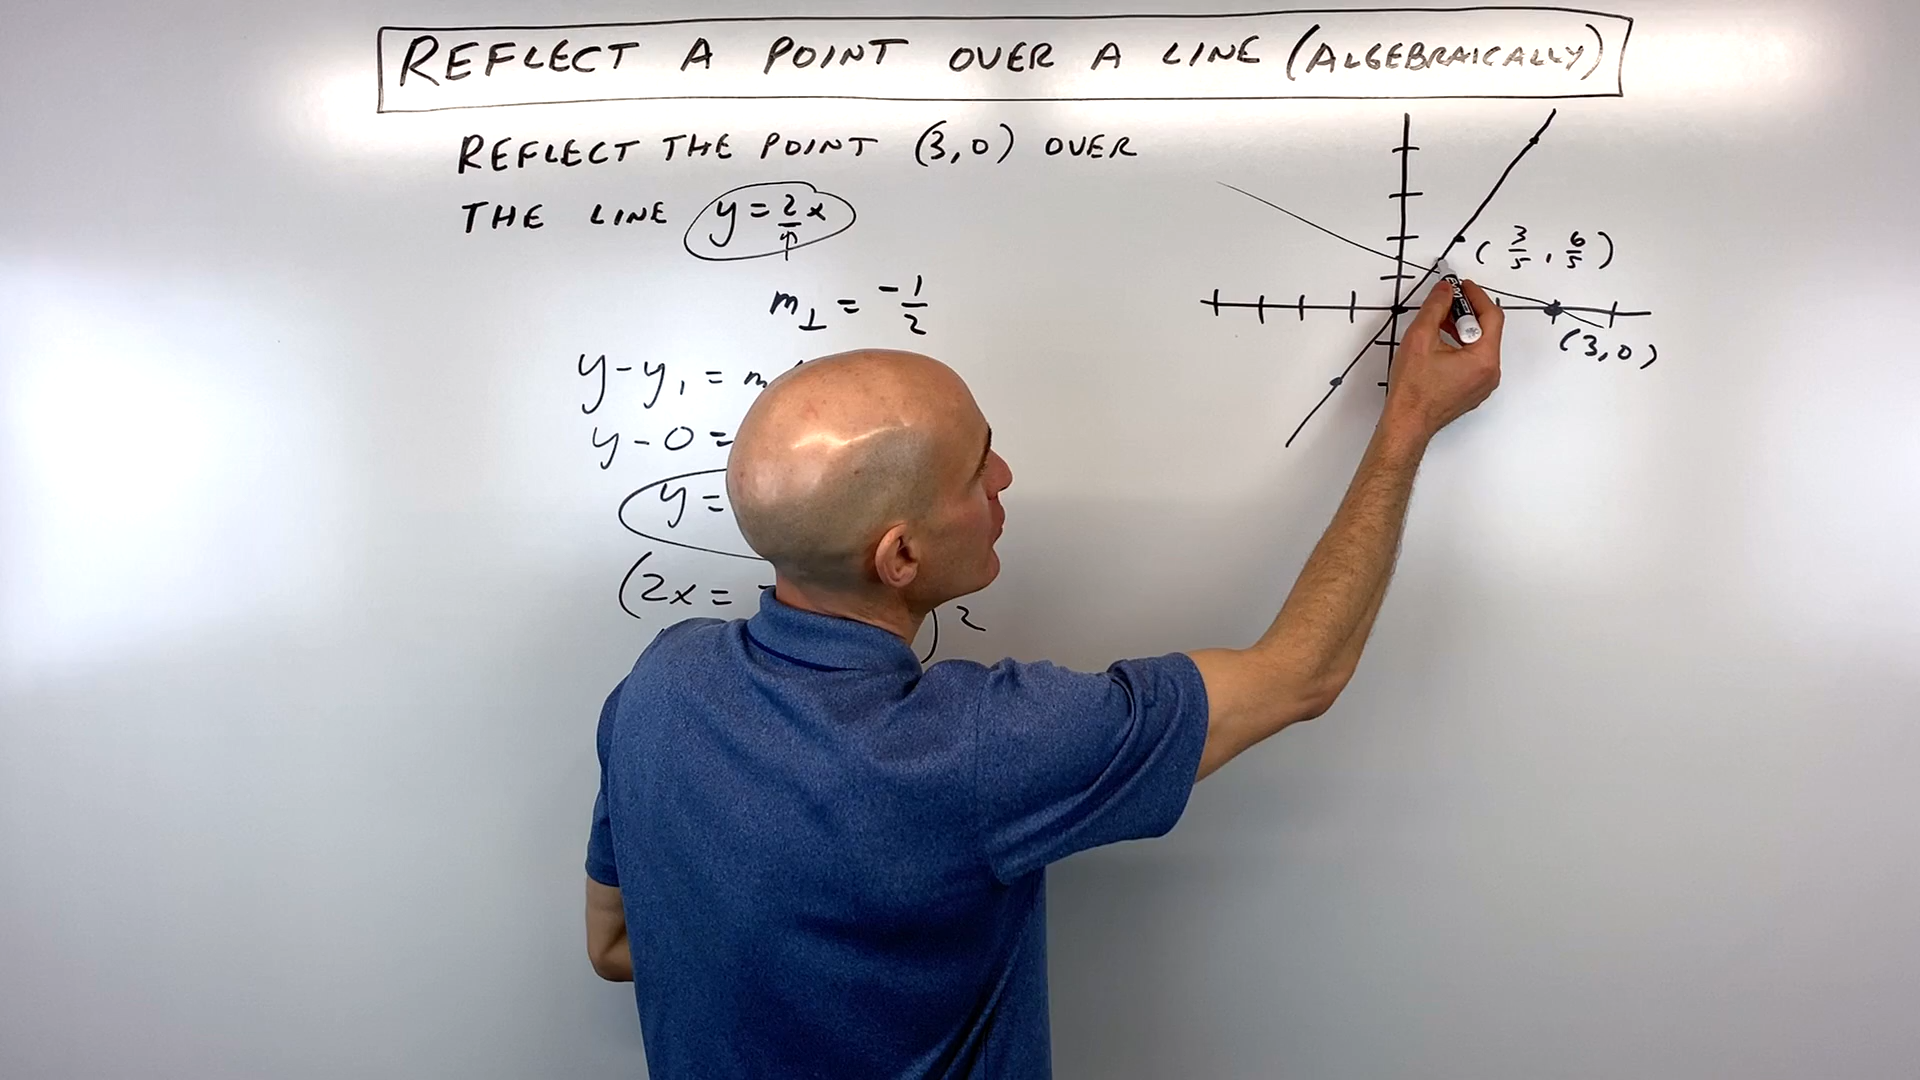 REFLECT A POINT OVER A LINE (ALGEBRAICALLY)
REFLECT THE POINT (3,0) OVER
THE LINE y = 2x
m⊥ = -1/2
y - y₁ = m
y - 0 =
y =
(2x =
)2
(3/5, 6/5)
(3,0)